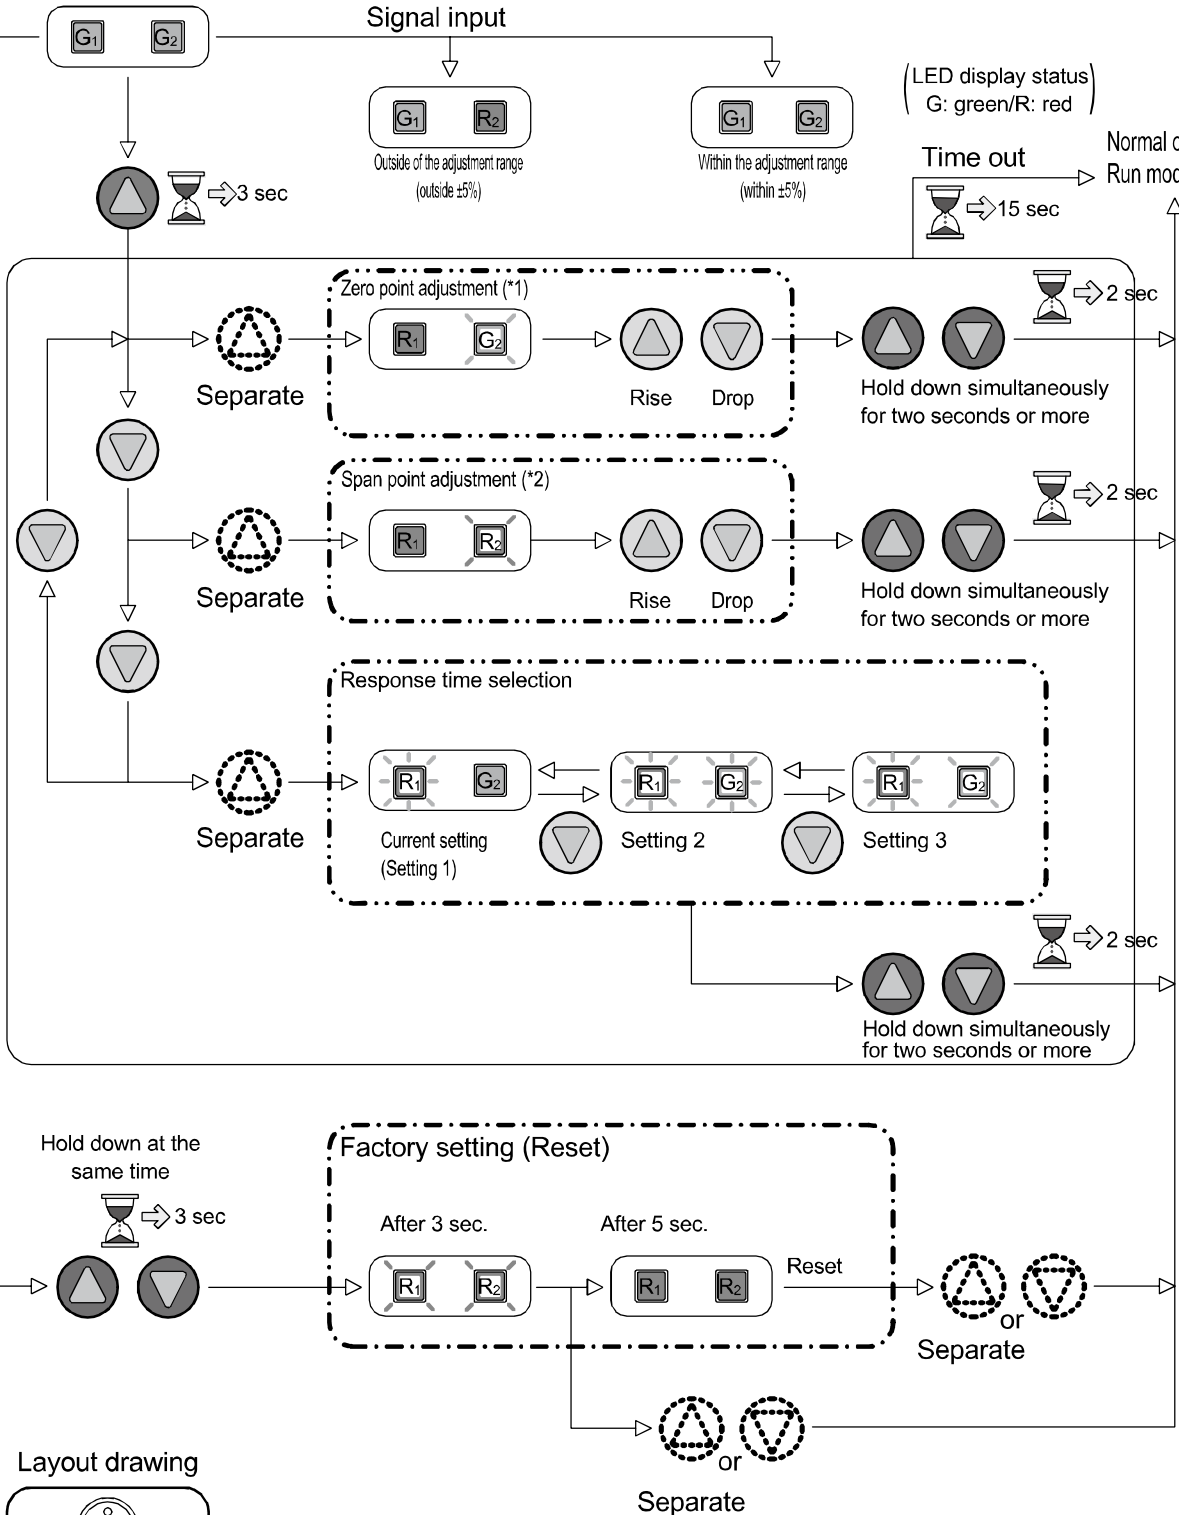 G1 G2
Signal input
G1 R2
G1 G2
Outside of the adjustment range
(outside ±5%)
Within the adjustment range
(within ±5%)
LED display status
G: green/R: red
Time out
15 sec
Normal
Run mod
3 sec
Zero point adjustment (*1)
R1 G2
Separate
Rise Drop
2 sec
Hold down simultaneously
for two seconds or more
Span point adjustment (*2)
R1 R2
Separate
Rise Drop
2 sec
Hold down simultaneously
for two seconds or more
Response time selection
R1 G2
R1 G2
R1 G2
Separate
Current setting
(Setting 1)
Setting 2
Setting 3
2 sec
Hold down simultaneously
for two seconds or more
Hold down at the
same time
3 sec
Factory setting (Reset)
After 3 sec.
After 5 sec.
R1 R2
R1 R2
Reset
or
Separate
or
Separate
Layout drawing